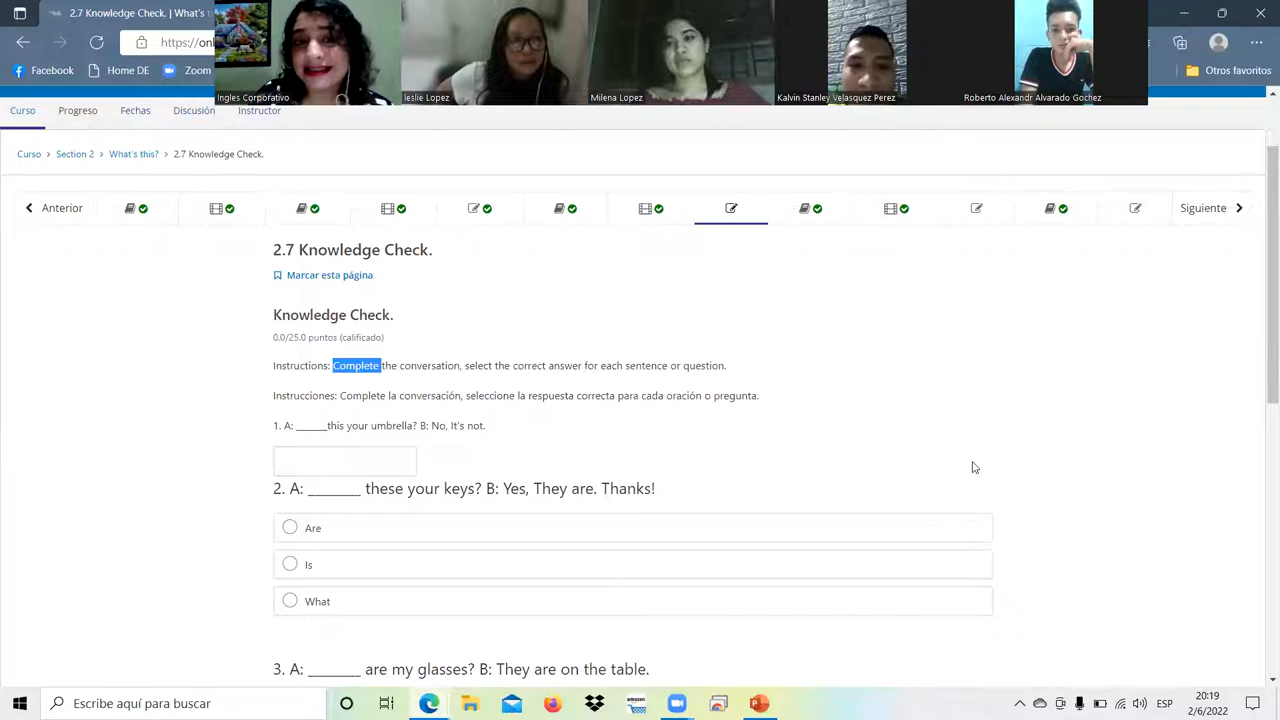 2.7 Knowledge Check. | What's t
https://onl
Facebook
Home DE
Zoom
Otros favoritos
Ingles Corporativo
leslie Lopez
Milena Lopez
Kalvin Stanley Velasquez Perez
Roberto Alexandr Alvarado Gochez
Curso Progreso Fechas Discusión Instructor
Curso > Section 2 > What's this? > 2.7 Knowledge Check.
Anterior
Siguiente
2.7 Knowledge Check.
Marcar esta página
Knowledge Check.
0.0/25.0 puntos (calificado)
Instructions: Complete the conversation, select the correct answer for each sentence or question.
Instrucciones: Complete la conversación, seleccione la respuesta correcta para cada oración o pregunta.
1. A: ______this your umbrella? B: No, It's not.
2. A: _______ these your keys? B: Yes, They are. Thanks!
Are
Is
What
3. A: _______ are my glasses? B: They are on the table.
Escribe aquí para buscar
amazon
ESP
20:19
2/6/2022